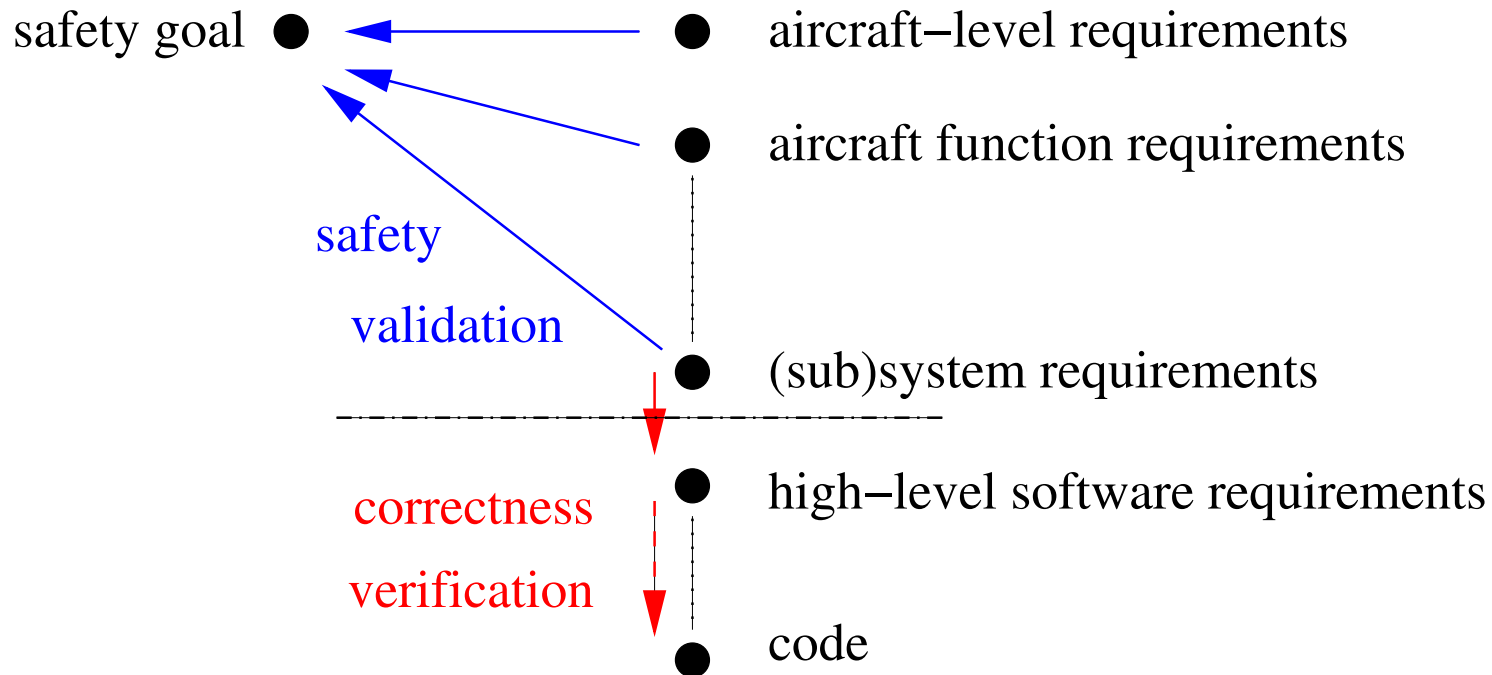 safety goal
aircraft−level requirements
aircraft function requirements
safety
validation
(sub)system requirements
high−level software requirements
correctness
verification
code